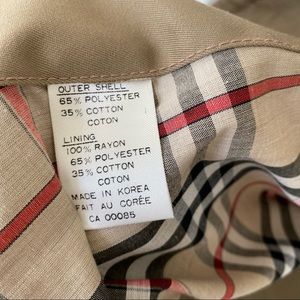 OUTER SHELL
65% POLYESTER
35% COTTON
COTON
LINING
100% RAYON
65% POLYESTER
35% COTTON
COTON
MADE IN KOREA
FAIT AU CORÉE
CA 00085